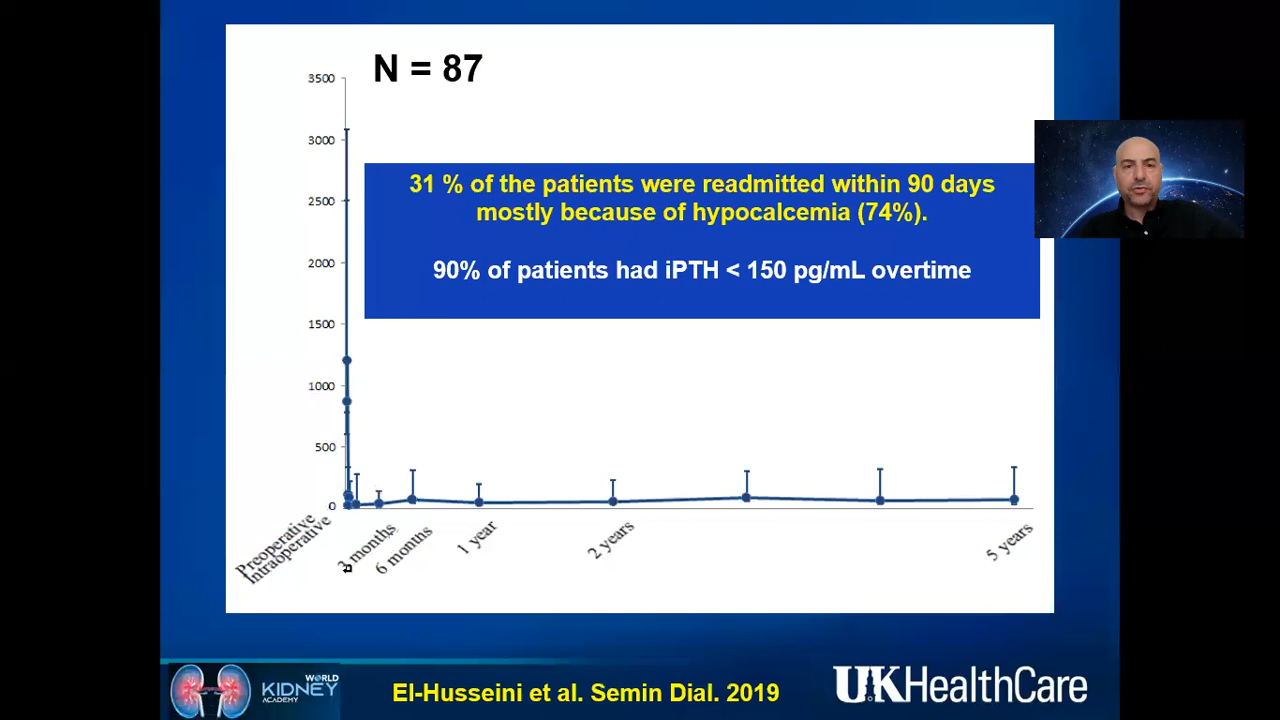 N = 87
3500
3000
2500
2000
1500
1000
500
0
31 % of the patients were readmitted within 90 days
mostly because of hypocalcemia (74%).
90% of patients had iPTH < 150 pg/mL overtime
Preoperative
Intraoperative
3 months
6 months
1 year
2 years
5 years
WORLD
KIDNEY
ACADEMY
El-Husseini et al. Semin Dial. 2019
UKHealthCare